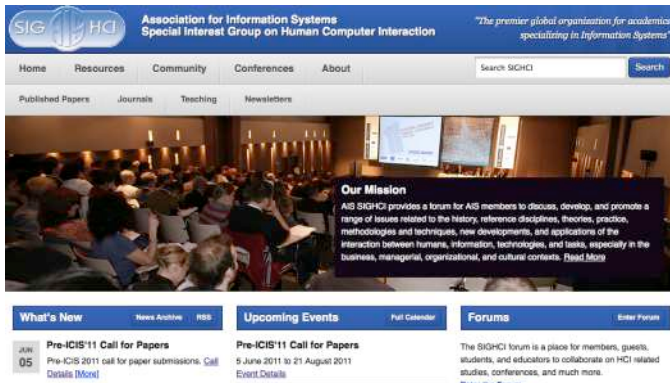 SIG HCI
Association for Information Systems
Special Interest Group on Human Computer Interaction
"The premier global organization for academics
specializing in Information Systems"
Home Resources Community Conferences About
Search SIGHCI Search
Published Papers Journals Teaching Newsletters
Our Mission
AIS SIGHCI provides a forum for AIS members to discuss, develop, and promote a
range of issues related to the history, reference disciplines, theories, practice,
methodologies and techniques, new developments, and applications of the
interaction between humans, information, technologies, and tasks, especially in the
business, managerial, organizational, and cultural contexts. Read More
What's New News Archive RSS
JUN
05
Pre-ICIS'11 Call for Papers
Pre-ICIS 2011 call for paper submissions. Call
Details [More]
Upcoming Events Full Calendar
Pre-ICIS'11 Call for Papers
5 June 2011 to 21 August 2011
Event Details
Forums Enter Forum
The SIGHCI forum is a place for members, guests,
students, and educators to collaborate on HCI related
studies, conferences, and much more.